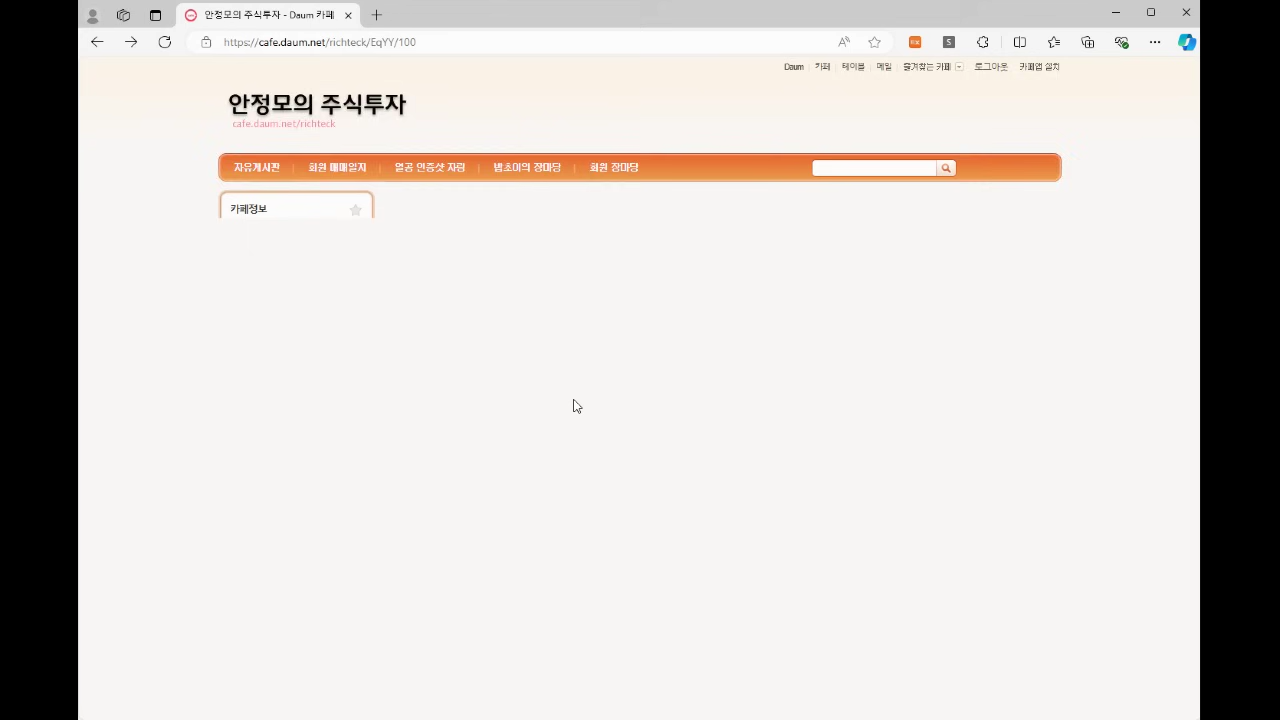 안정모의 주식투자 - Daum 카페
https://cafe.daum.net/richteck/EqYY/100
Daum 카페 테이블 메일 즐겨찾는 카페 로그아웃 카페앱 설치
안정모의 주식투자
cafe.daum.net/richteck
자유게시판 회원 매매일지 열공 인증샷 자림 냅초이의 장마당 회원 장마당
카페정보